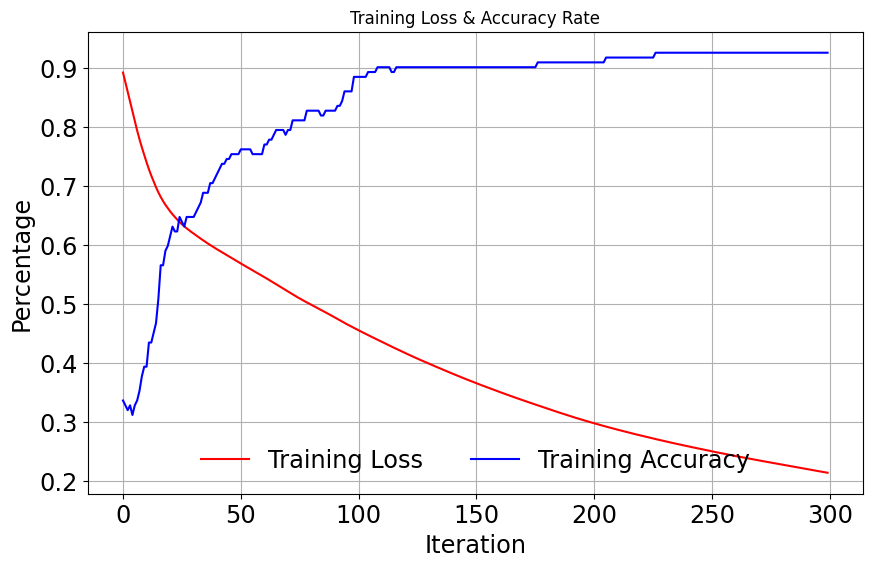 Training Loss & Accuracy Rate
Percentage
0.9
0.8
0.7
0.6
0.5
0.4
0.3
0.2
Training Loss Training Accuracy
0 50 100 150 200 250 300
Iteration